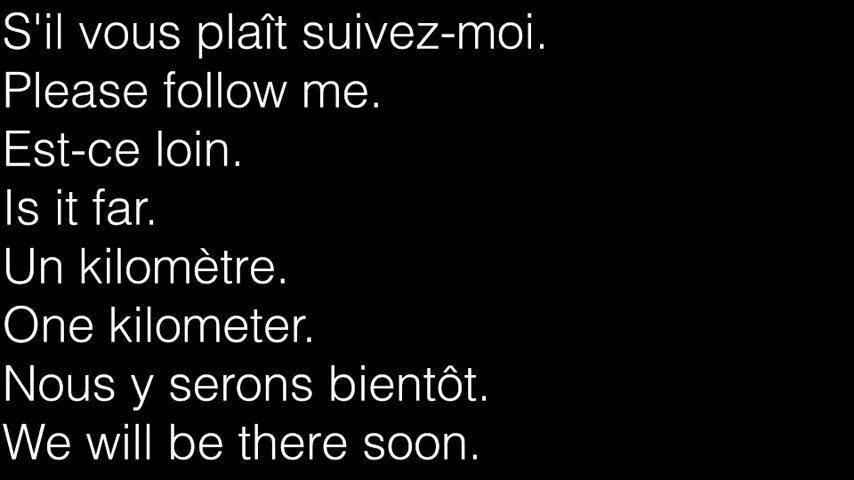 S'il vous plaît suivez-moi.
Please follow me.
Est-ce loin.
Is it far.
Un kilomètre.
One kilometer.
Nous y serons bientôt.
We will be there soon.